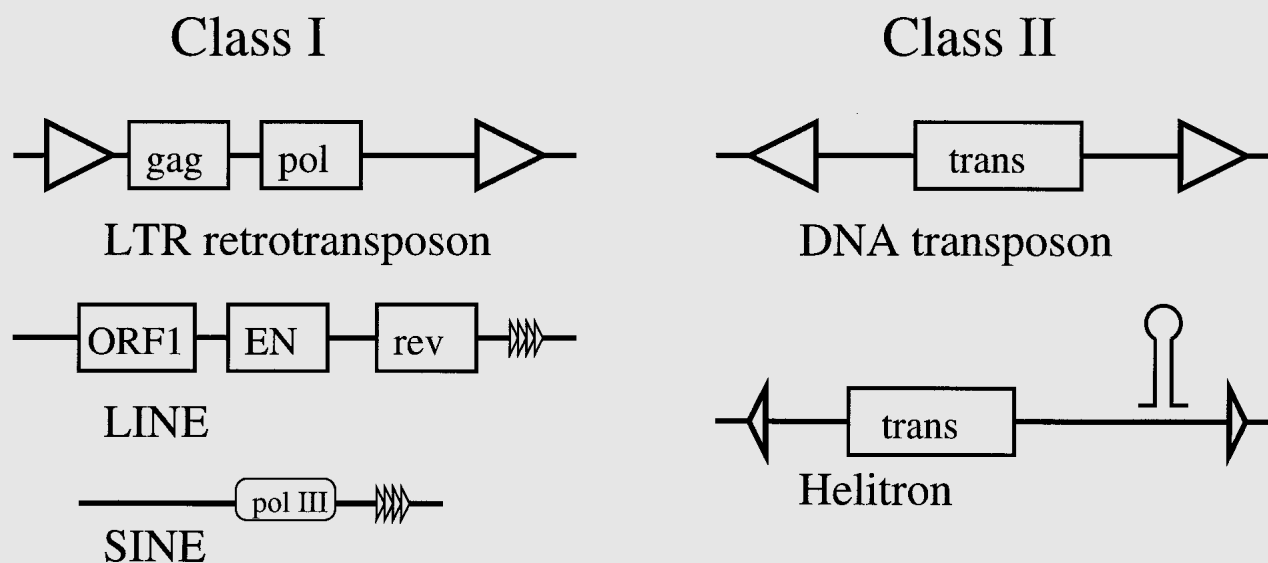 Class I
gag pol
LTR retrotransposon
ORF1 EN rev
LINE
pol III
SINE
Class II
trans
DNA transposon
trans
Helitron